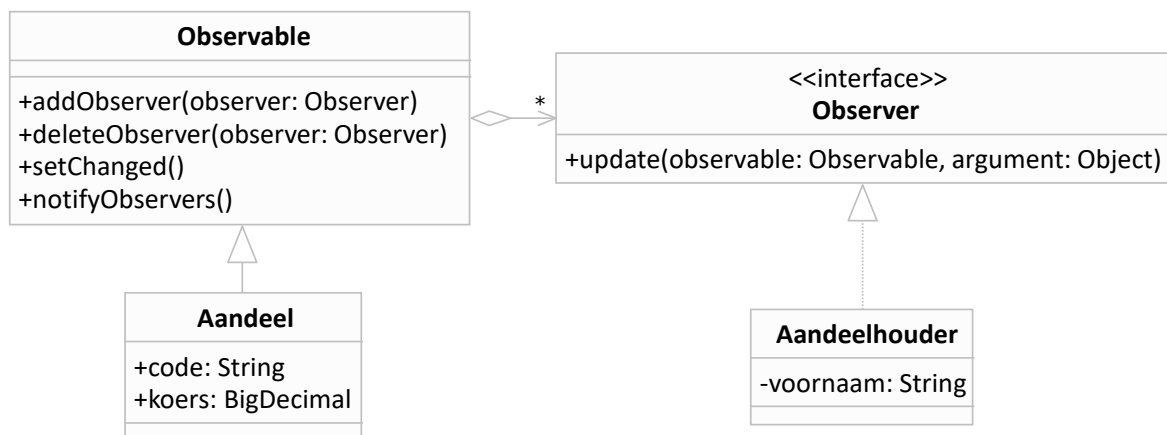 Observable
+addObserver(observer: Observer)
+deleteObserver(observer: Observer)
+setChanged()
+notifyObservers()
*
<<interface>>
Observer
+update(observable: Observable, argument: Object)
Aandeel
+code: String
+koers: BigDecimal
Aandeelhouder
-voornaam: String